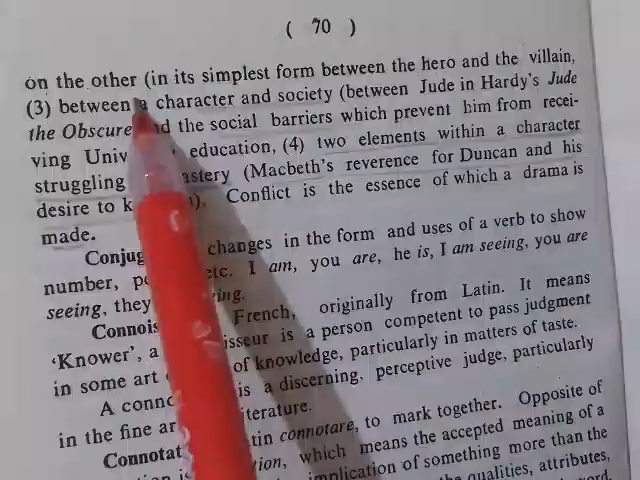 ( 70 )
on the other (in its simplest form between the hero and the villain,
(3) between a character and society (between Jude in Hardy's Jude
the Obscure and the social barriers which prevent him from recei-
ving Univ education, (4) two elements within a character
struggling astery (Macbeth's reverence for Duncan and his
desire to k Conflict is the essence of which a drama is
made.
Conjug changes in the form and uses of a verb to show
number, etc. I am, you are, he is, I am seeing, you are
seeing, they ing.
Connois French, originally from Latin. It means
'Knower', a isseur is a person competent to pass judgment
in some art of knowledge, particularly in matters of taste.
A conno is a discerning, perceptive judge, particularly
in the fine ar iterature.
Connotat tin connotare, to mark together. Opposite of
tion, which means the accepted meaning of a
implication of something more than the
qualities, attributes,